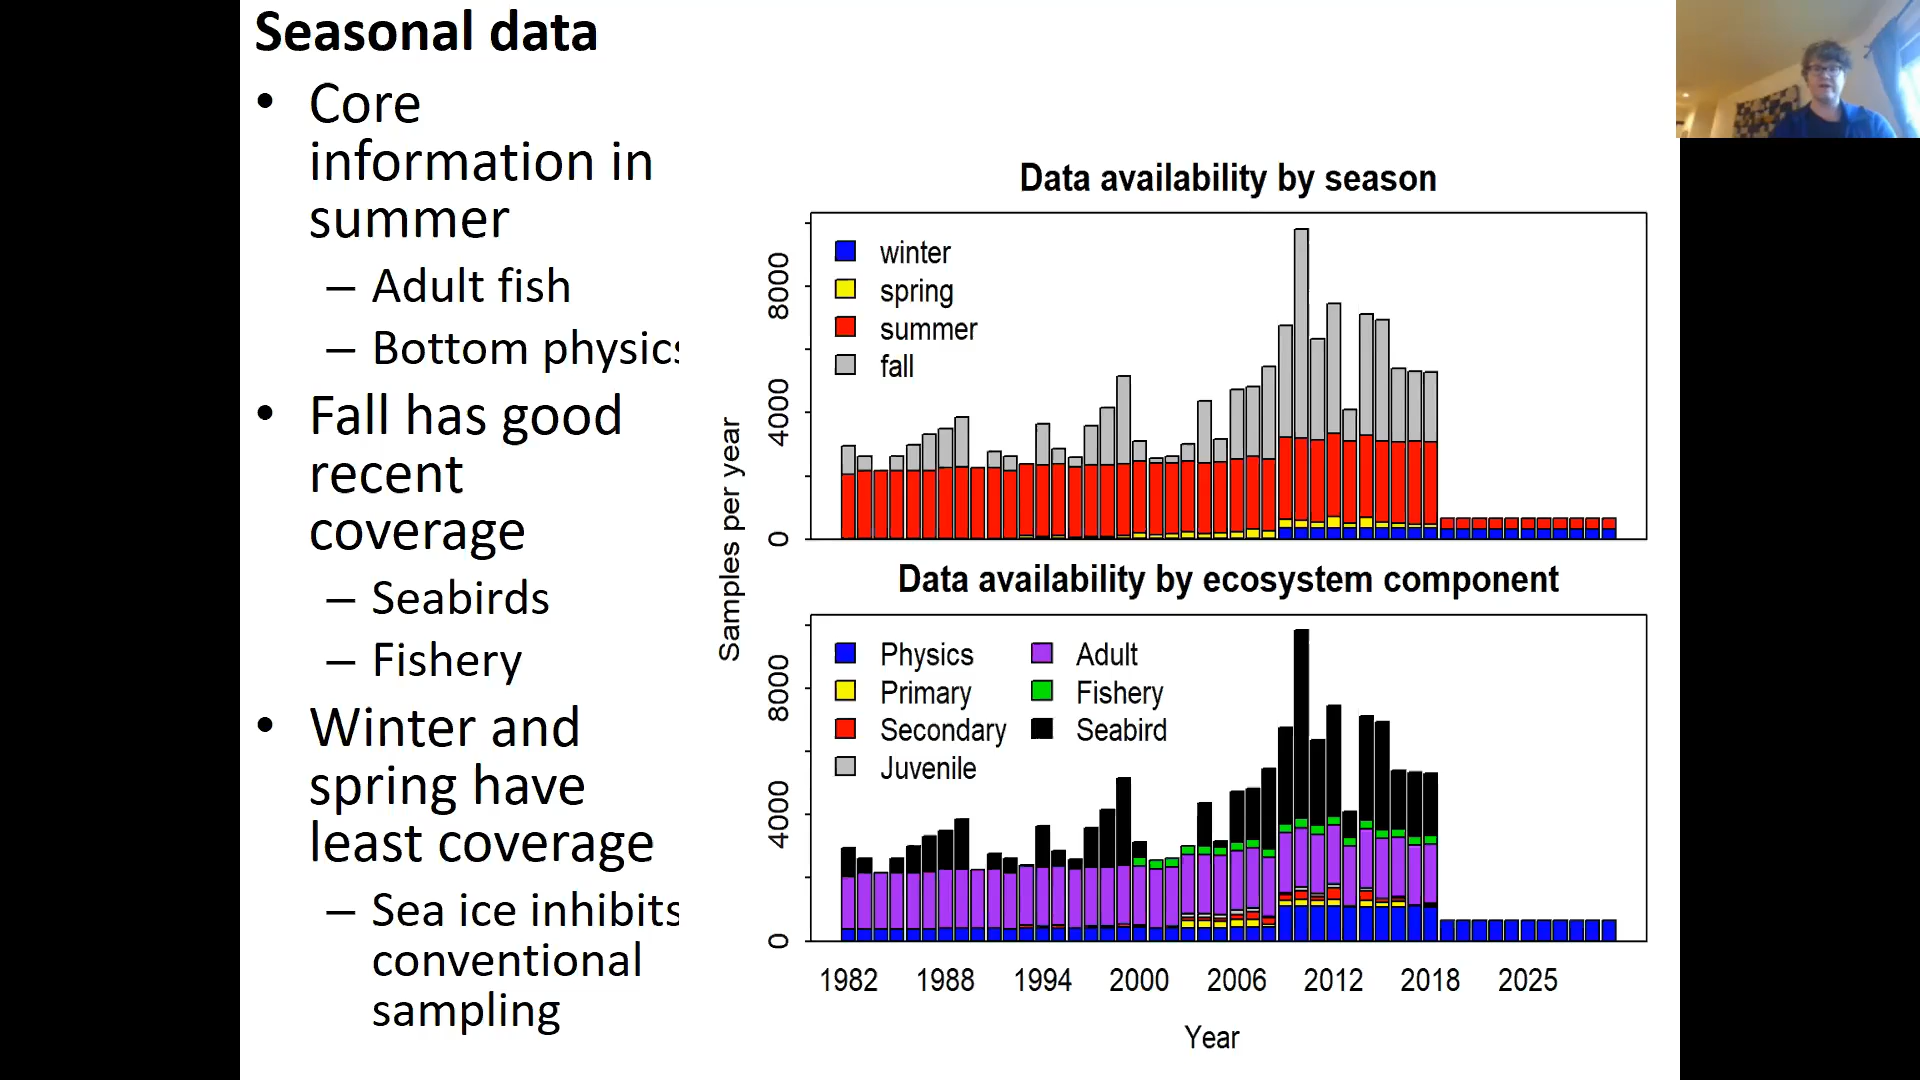 Seasonal data
• Core
information in
summer
– Adult fish
– Bottom physics
• Fall has good
recent
coverage
– Seabirds
– Fishery
• Winter and
spring have
least coverage
– Sea ice inhibits
conventional
sampling
Data availability by season
winter
spring
summer
fall
8000
4000
0
Samples per year
Data availability by ecosystem component
Physics
Primary
Secondary
Juvenile
Adult
Fishery
Seabird
8000
4000
0
1982 1988 1994 2000 2006 2012 2018 2025
Year